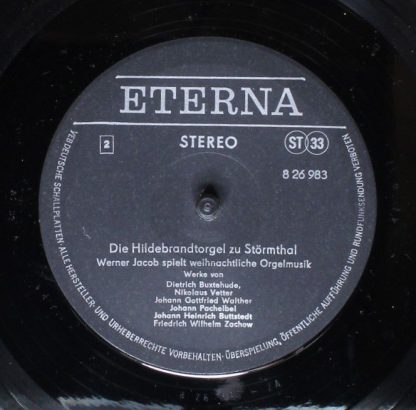 ETERNA
2
STEREO
ST 33
8 26 983
Die Hildebrandtorgel zu Störmthal
Werner Jacob spielt weihnachtliche Orgelmusik
Werke von
Dietrich Buxtehude,
Nikolaus Vetter
Johann Gottfried Walther
Johann Pachelbel
Johann Heinrich Buttstedt
Friedrich Wilhelm Zachow
VEB DEUTSCHE SCHALLPLATTEN · ALLE HERSTELLER- UND URHEBERRECHTE VORBEHALTEN · ÜBERSPIELUNG, ÖFFENTLICHE AUFFÜHRUNG UND RUNDFUNKSENDUNG VERBOTEN